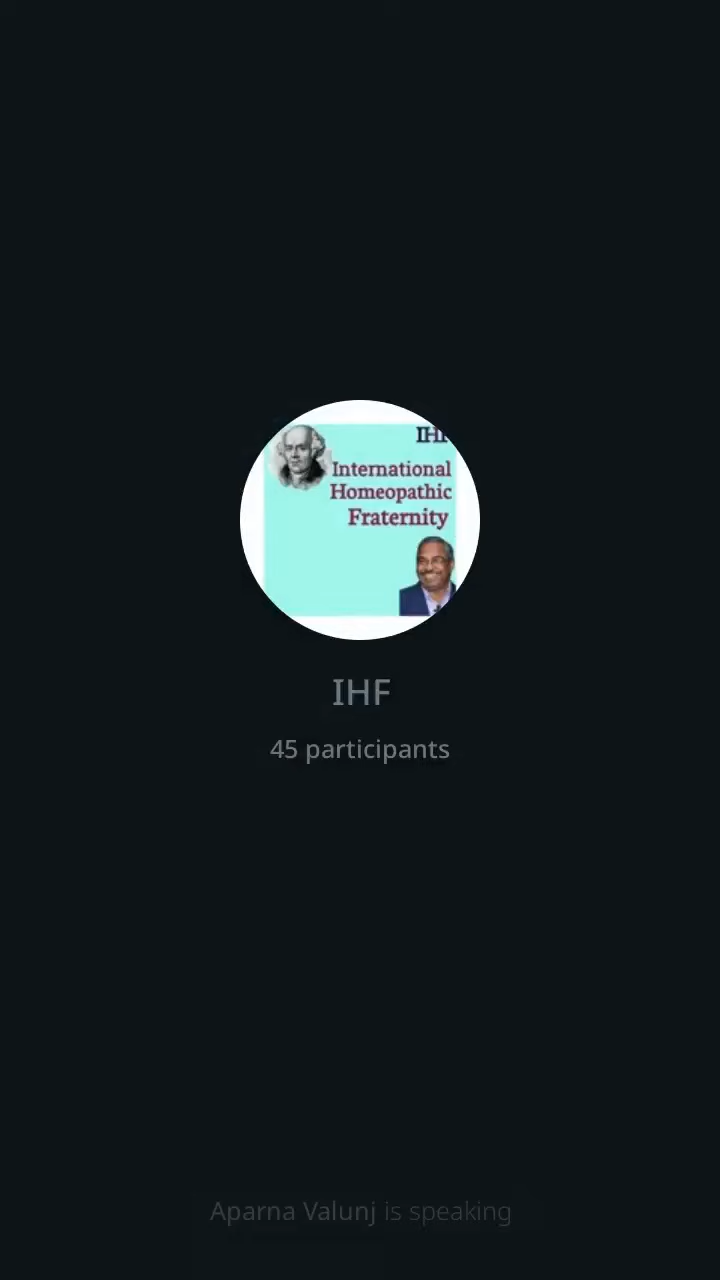 IHF
International
Homeopathic
Fraternity
IHF
45 participants
Aparna Valunj is speaking